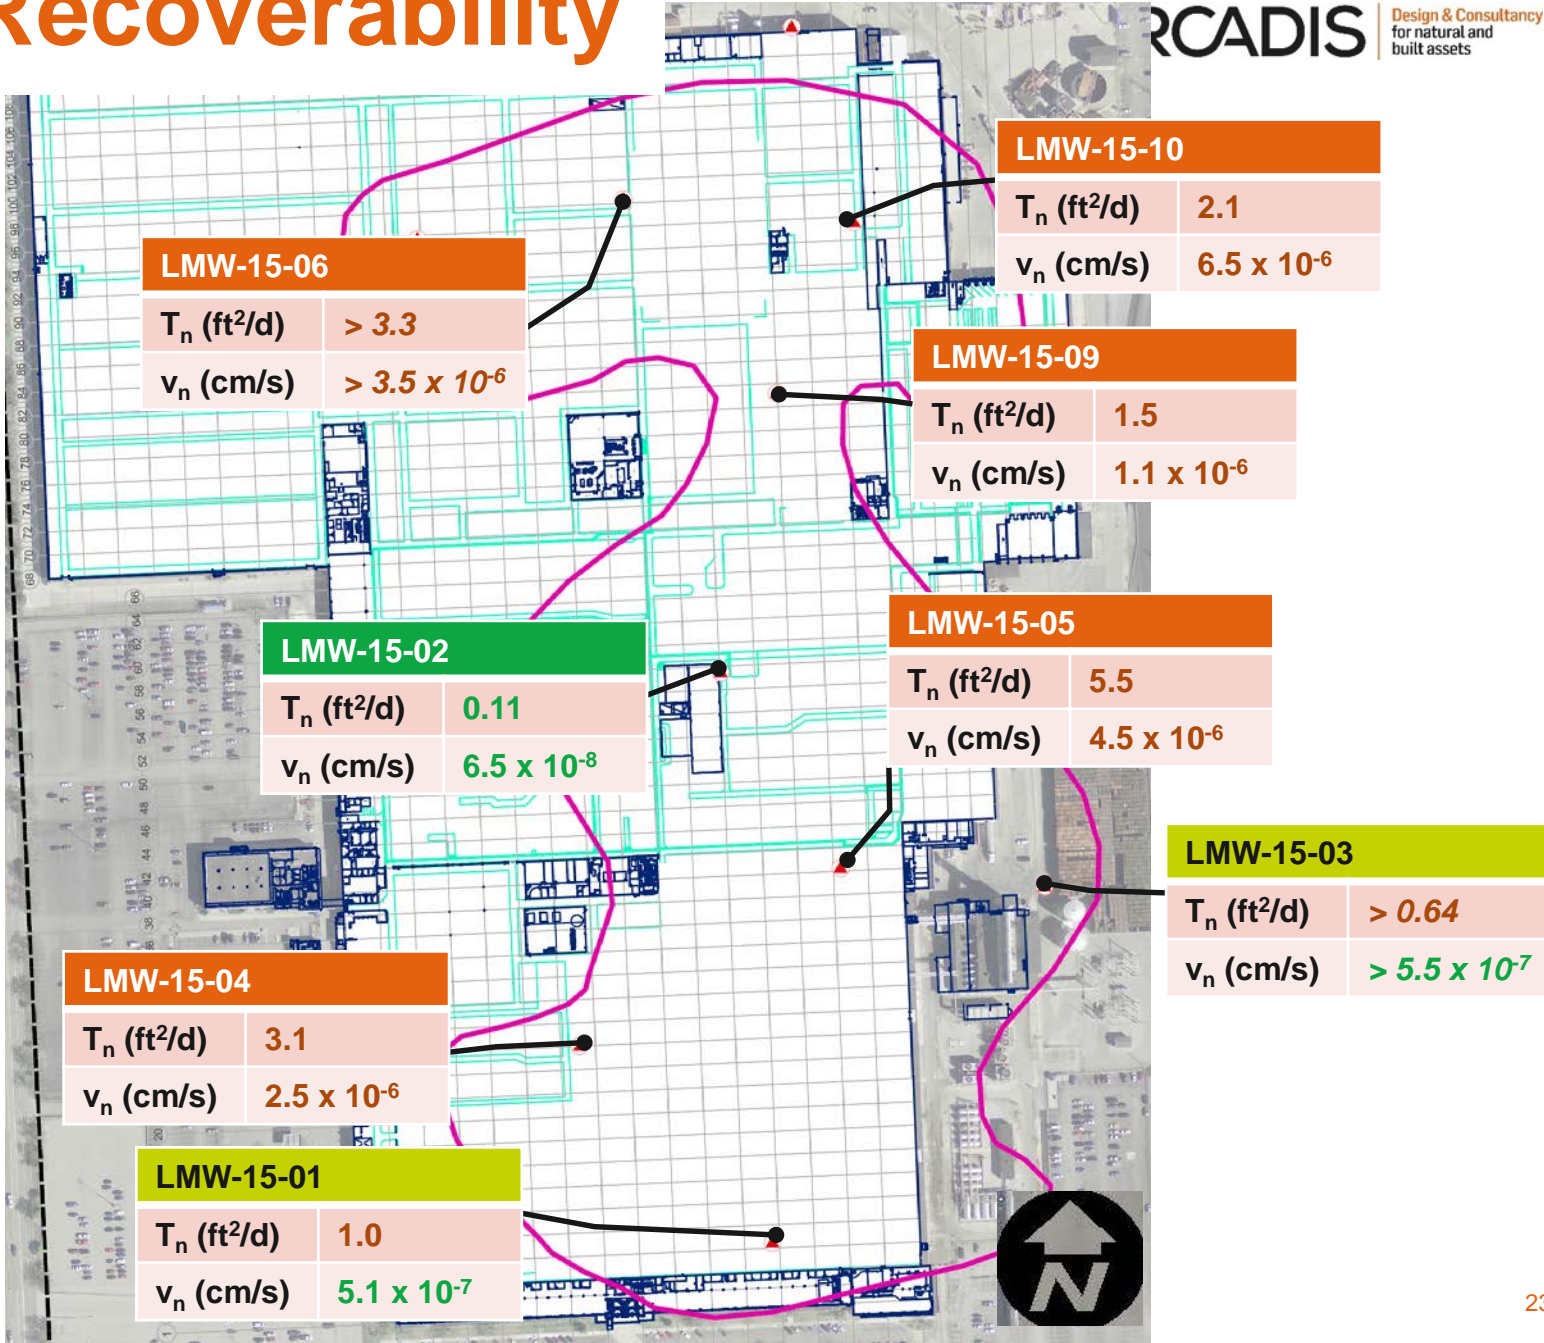 Recoverability
ARCADIS
Design & Consultancy
for natural and
built assets
LMW-15-10
Tₙ (ft²/d) 2.1
vₙ (cm/s) 6.5 x 10⁻⁶
LMW-15-06
Tₙ (ft²/d) > 3.3
vₙ (cm/s) > 3.5 x 10⁻⁶
LMW-15-09
Tₙ (ft²/d) 1.5
vₙ (cm/s) 1.1 x 10⁻⁶
LMW-15-02
Tₙ (ft²/d) 0.11
vₙ (cm/s) 6.5 x 10⁻⁸
LMW-15-05
Tₙ (ft²/d) 5.5
vₙ (cm/s) 4.5 x 10⁻⁶
LMW-15-03
Tₙ (ft²/d) > 0.64
vₙ (cm/s) > 5.5 x 10⁻⁷
LMW-15-04
Tₙ (ft²/d) 3.1
vₙ (cm/s) 2.5 x 10⁻⁶
LMW-15-01
Tₙ (ft²/d) 1.0
vₙ (cm/s) 5.1 x 10⁻⁷
N
23